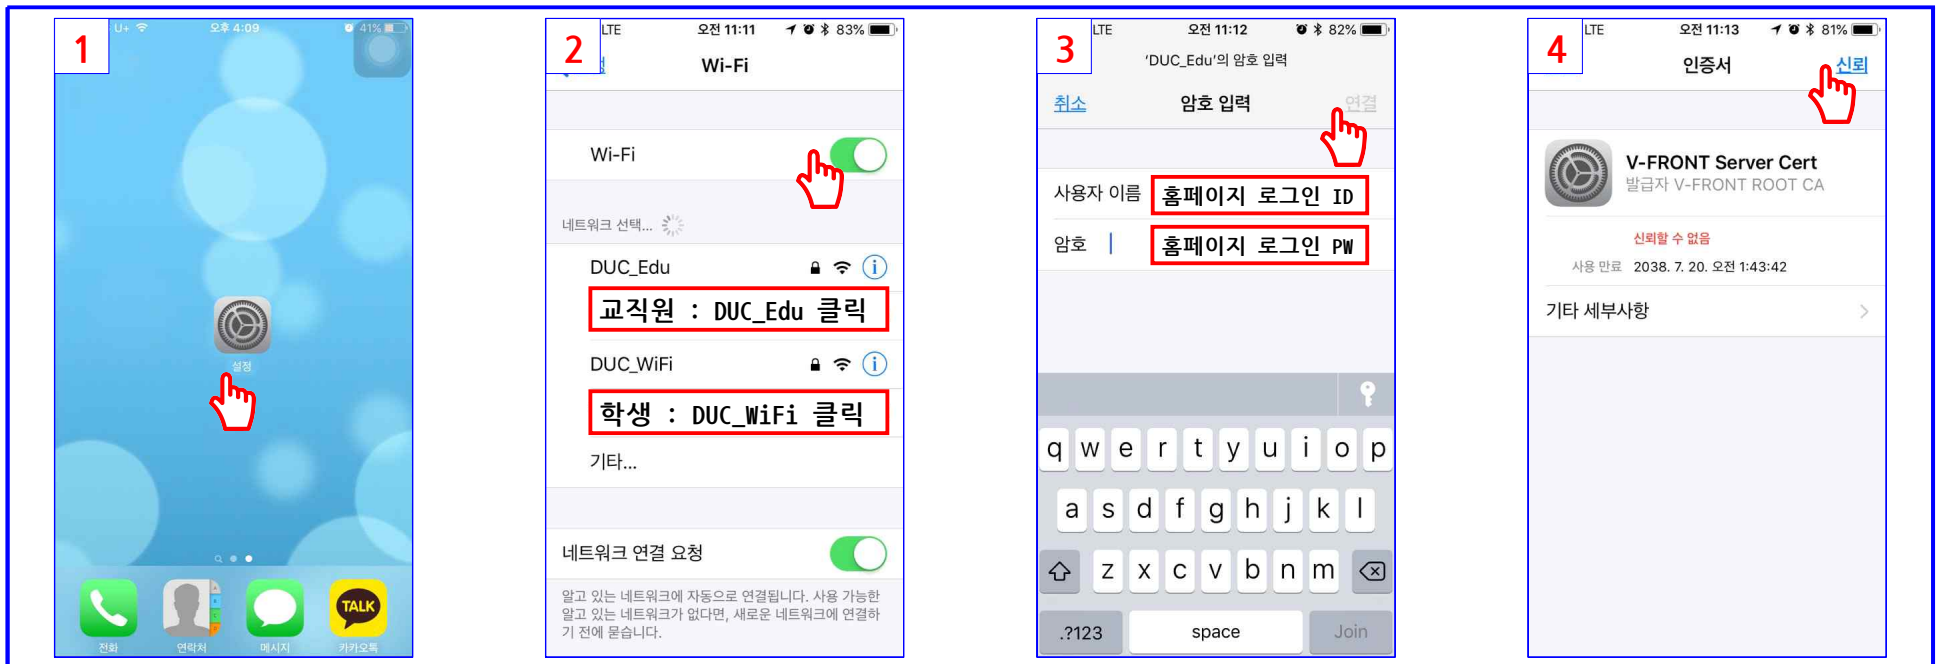 1
U+ 오후 4:09 41%
설정
전화 연락처 메시지 카카오톡
TALK
2
LTE 오전 11:11 83%
Wi-Fi
Wi-Fi
네트워크 선택...
DUC_Edu
교직원 : DUC_Edu 클릭
DUC_WiFi
학생 : DUC_WiFi 클릭
기타...
네트워크 연결 요청
알고 있는 네트워크에 자동으로 연결됩니다. 사용 가능한
알고 있는 네트워크가 없다면, 새로운 네트워크에 연결하
기 전에 묻습니다.
3
LTE 오전 11:12 82%
'DUC_Edu'의 암호 입력
취소 암호 입력 연결
사용자 이름 홈페이지 로그인 ID
암호 홈페이지 로그인 PW
q w e r t y u i o p
a s d f g h j k l
z x c v b n m
.?123 space Join
4
LTE 오전 11:13 81%
인증서 신뢰
V-FRONT Server Cert
발급자 V-FRONT ROOT CA
신뢰할 수 없음
사용 만료 2038. 7. 20. 오전 1:43:42
기타 세부사항